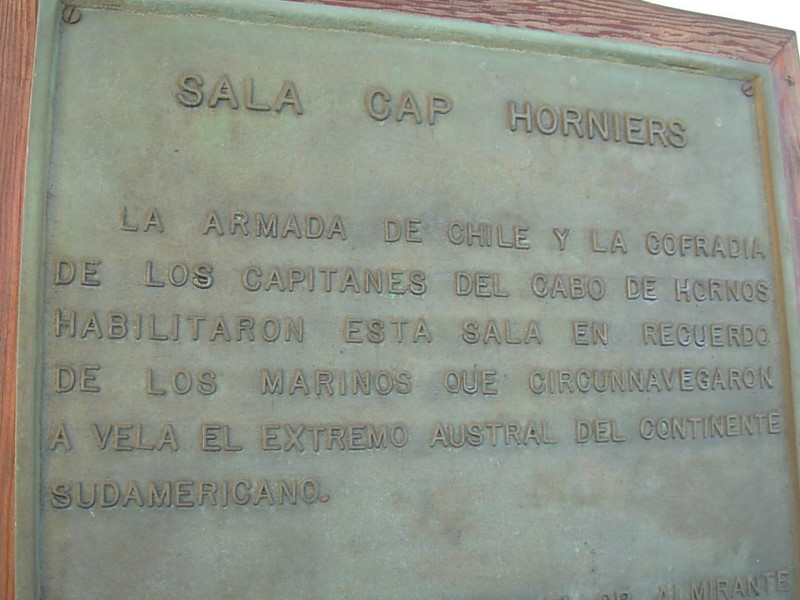 SALA CAP HORNIERS
LA ARMADA DE CHILE Y LA COFRADIA
DE LOS CAPITANES DEL CABO DE HORNOS
HABILITARON ESTA SALA EN RECUERDO
DE LOS MARINOS QUE CIRCUNNAVEGARON
A VELA EL EXTREMO AUSTRAL DEL CONTINENTE
SUDAMERICANO.
ALMIRANTE